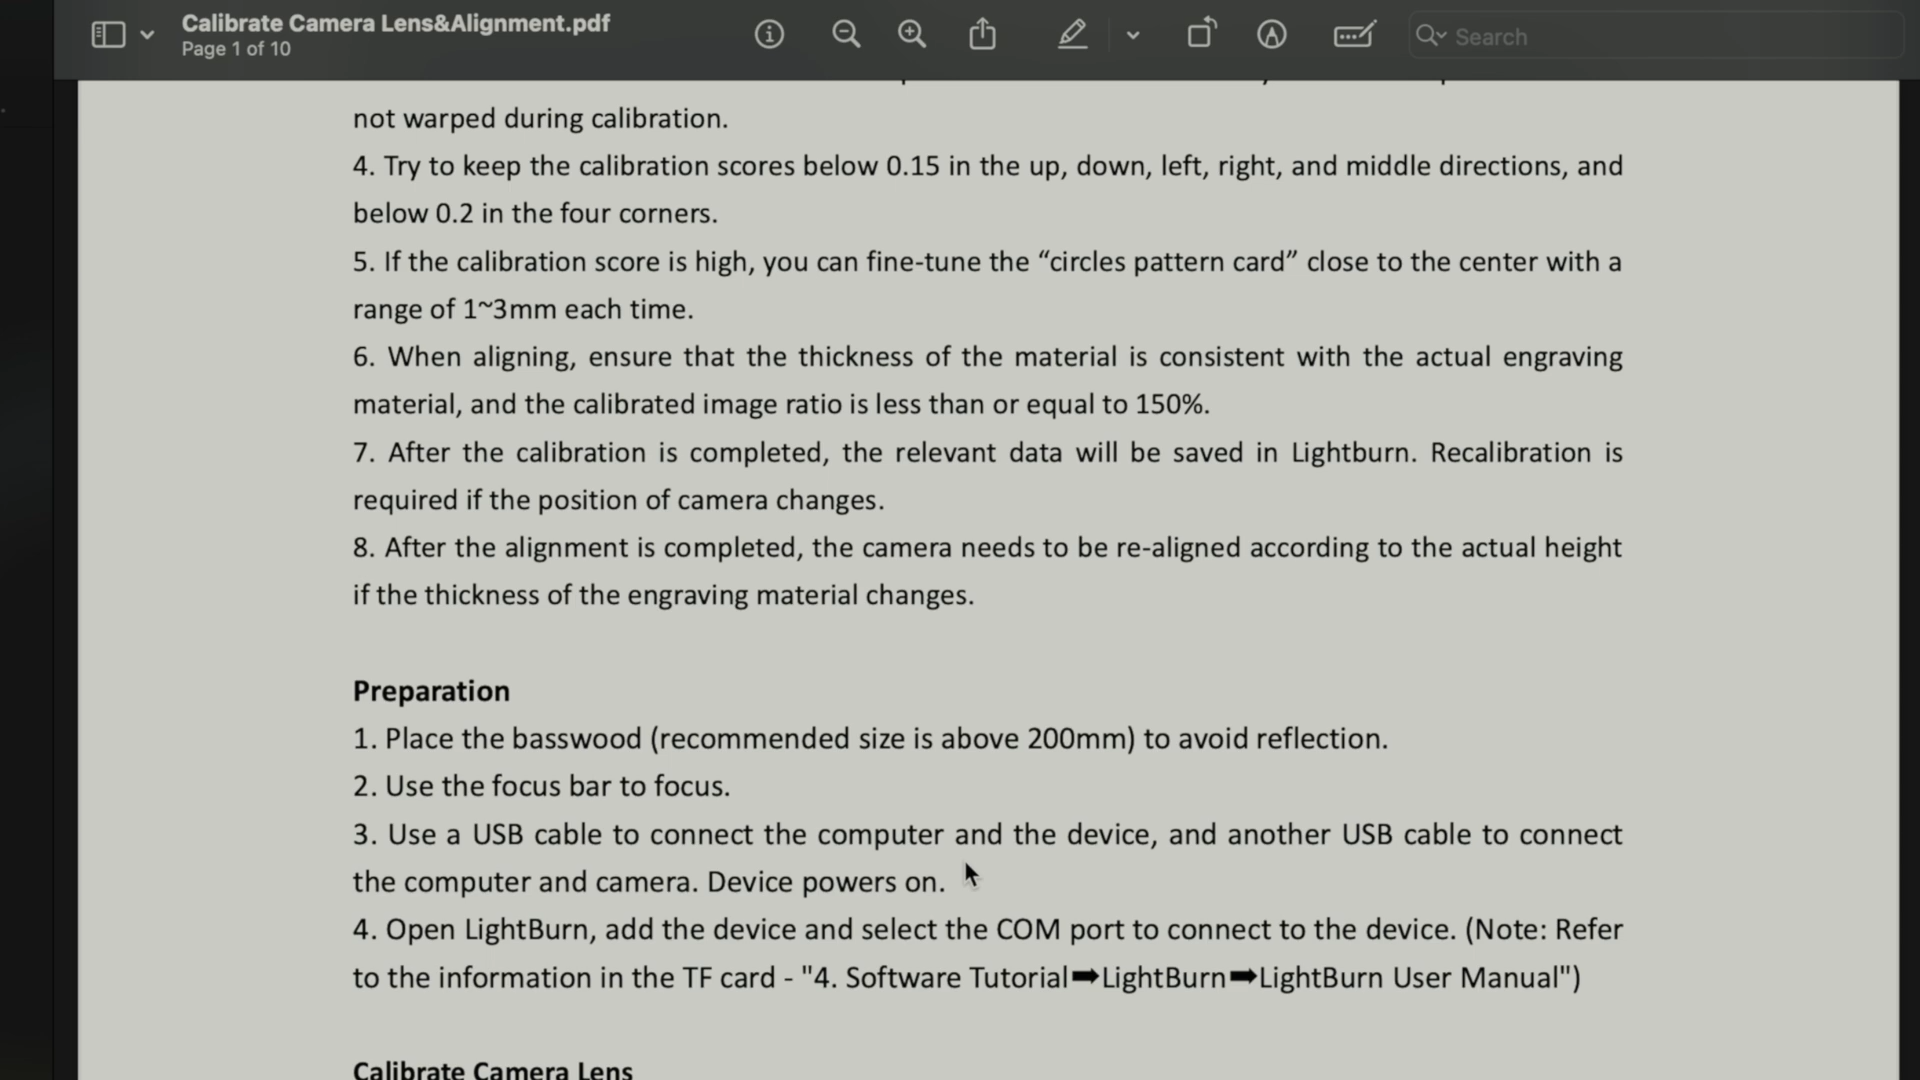 Calibrate Camera Lens&Alignment.pdf
Page 1 of 10
Search
not warped during calibration.
4. Try to keep the calibration scores below 0.15 in the up, down, left, right, and middle directions, and
below 0.2 in the four corners.
5. If the calibration score is high, you can fine-tune the “circles pattern card” close to the center with a
range of 1~3mm each time.
6. When aligning, ensure that the thickness of the material is consistent with the actual engraving
material, and the calibrated image ratio is less than or equal to 150%.
7. After the calibration is completed, the relevant data will be saved in Lightburn. Recalibration is
required if the position of camera changes.
8. After the alignment is completed, the camera needs to be re-aligned according to the actual height
if the thickness of the engraving material changes.
Preparation
1. Place the basswood (recommended size is above 200mm) to avoid reflection.
2. Use the focus bar to focus.
3. Use a USB cable to connect the computer and the device, and another USB cable to connect
the computer and camera. Device powers on.
4. Open LightBurn, add the device and select the COM port to connect to the device. (Note: Refer
to the information in the TF card - "4. Software Tutorial➡LightBurn➡LightBurn User Manual")
Calibrate Camera Lens